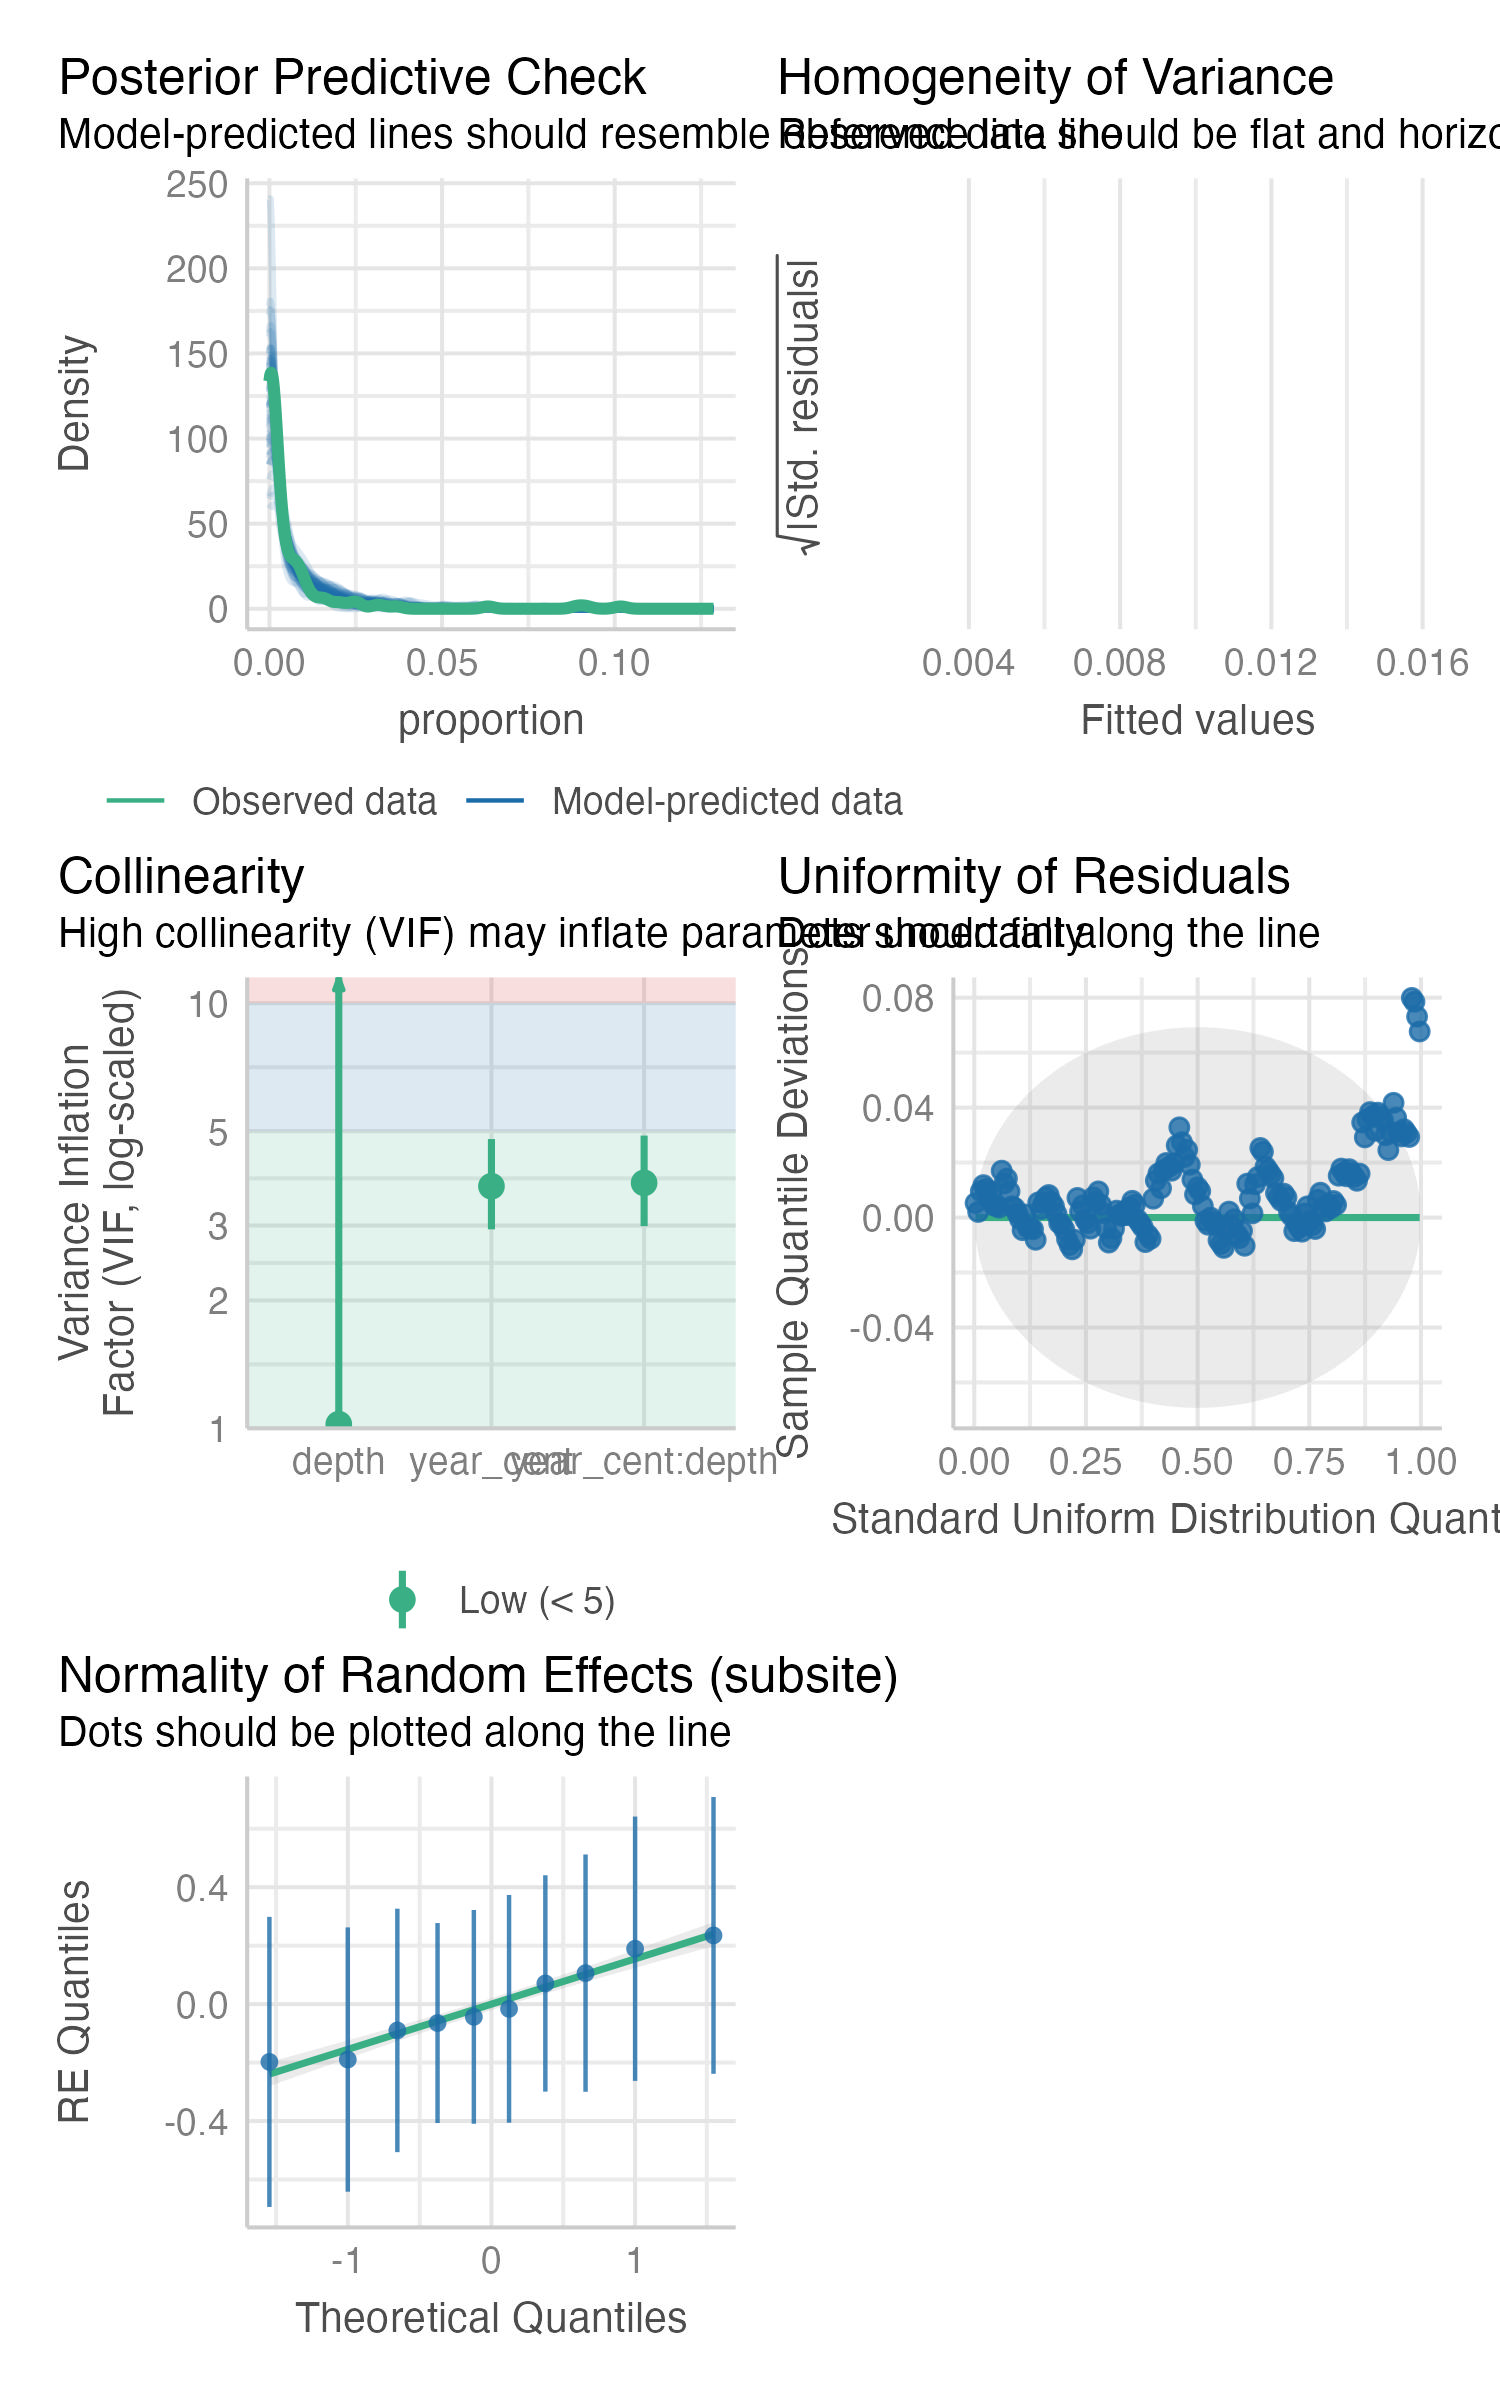 Posterior Predictive Check
Model-predicted lines should resemble observed data line
250
200
150
100
50
0
Density
0.00 0.05 0.10
proportion
Observed data Model-predicted data
Homogeneity of Variance
Reference line should be flat and horizo
√|Std. residuals|
0.004 0.008 0.012 0.016
Fitted values
Collinearity
High collinearity (VIF) may inflate parameter uncertainty
Variance Inflation
Factor (VIF, log-scaled)
10
5
3
2
1
depth year_cent year_cent:depth
Low (< 5)
Uniformity of Residuals
Dots should fall along the line
Sample Quantile Deviations
0.08
0.04
0.00
-0.04
0.00 0.25 0.50 0.75 1.00
Standard Uniform Distribution Quant
Normality of Random Effects (subsite)
Dots should be plotted along the line
RE Quantiles
0.4
0.0
-0.4
-1 0 1
Theoretical Quantiles